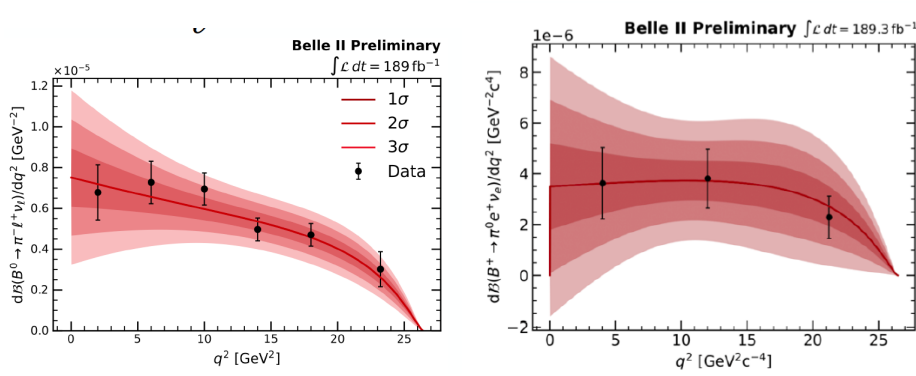 Belle II Preliminary
∫ℒ dt = 189 fb⁻¹
×10⁻⁵
1.2
1.0
0.8
0.6
0.4
0.2
0.0
dℬ(B⁰ → π⁻ℓ⁺νₗ)/dq² [GeV⁻²]
1σ
2σ
3σ
Data
0 5 10 15 20 25
q² [GeV²]
Belle II Preliminary ∫ℒ dt = 189.3 fb⁻¹
1e−6
8
6
4
2
0
−2
dℬ(B⁺ → π⁰e⁺νₑ)/dq² [GeV⁻²c⁴]
0 5 10 15 20 25
q² [GeV²c⁻⁴]